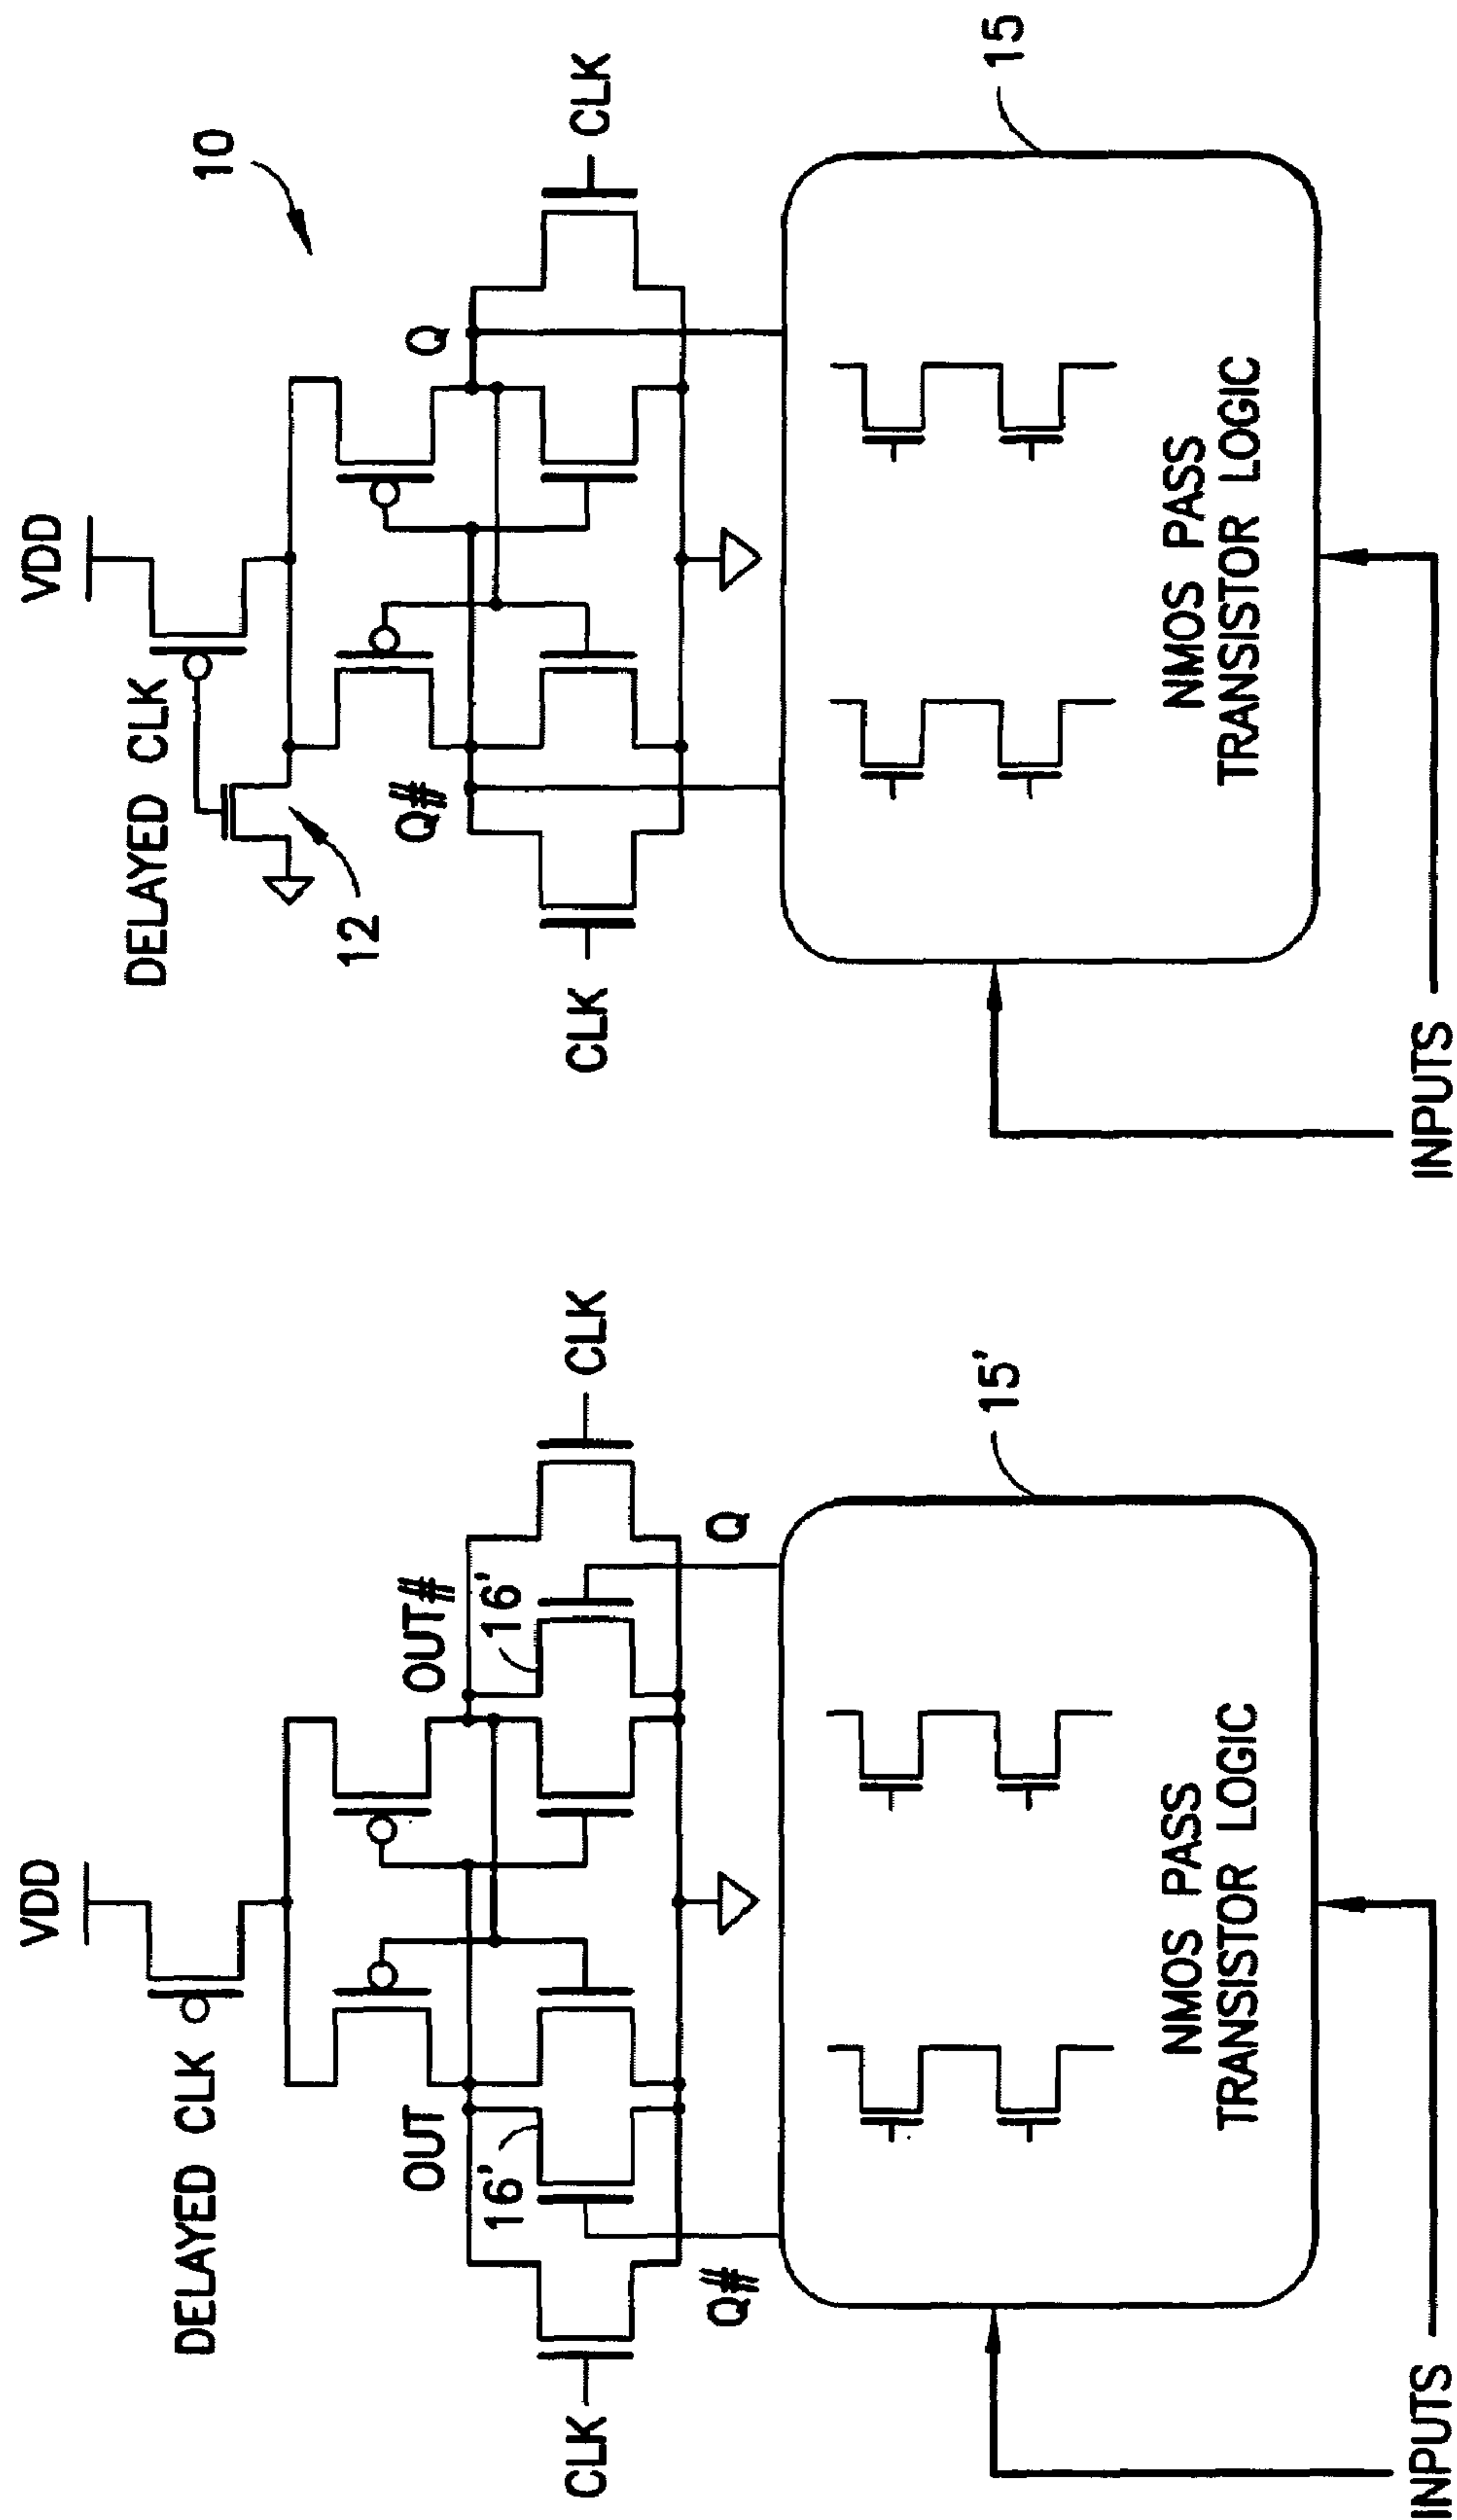 VDD
DELAYED CLK
10
12
Q#
Q
CLK
CLK
15
NMOS PASS
TRANSISTOR LOGIC
INPUTS
VDD
DELAYED CLK
OUT
OUT#
16'
16'
CLK
CLK
Q#
Q
15'
NMOS PASS
TRANSISTOR LOGIC
INPUTS